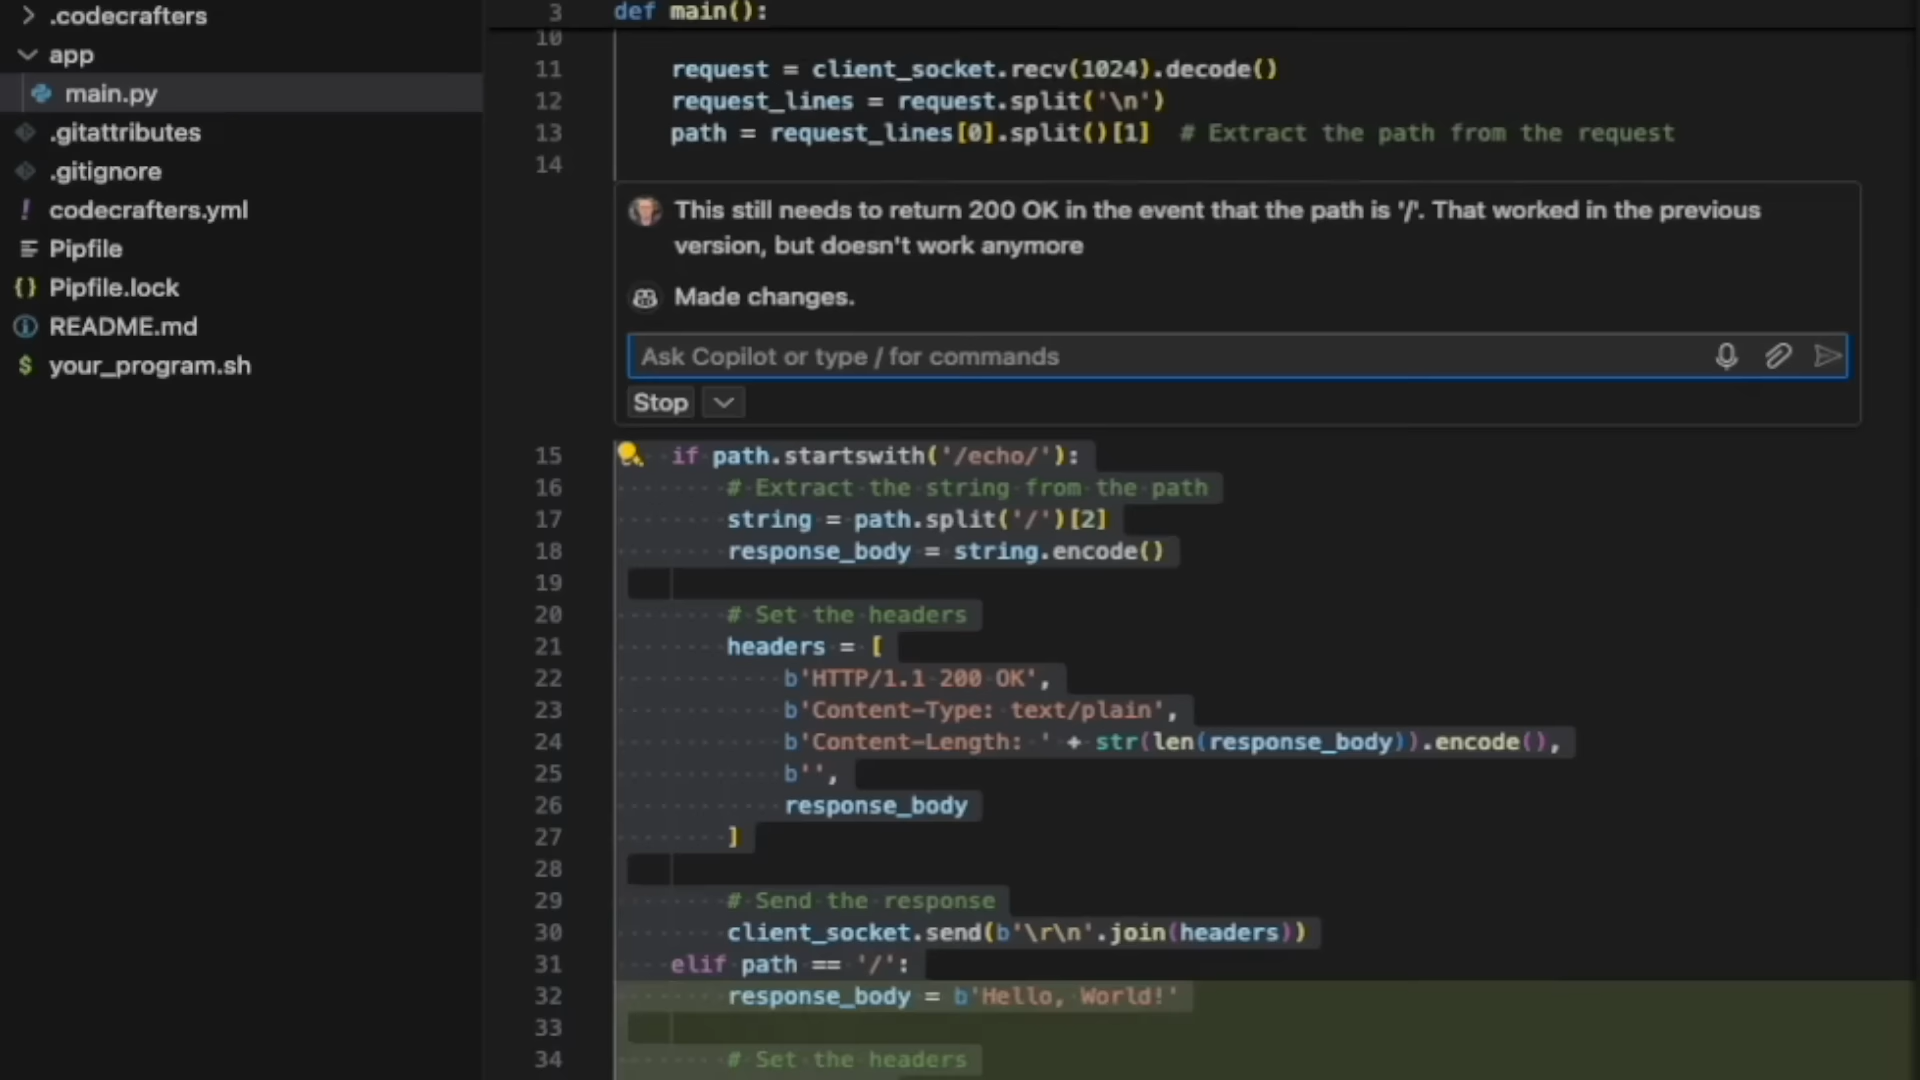 .codecrafters
app
main.py
.gitattributes
.gitignore
codecrafters.yml
Pipfile
Pipfile.lock
README.md
your_program.sh
3 def main():
10
11 request = client_socket.recv(1024).decode()
12 request_lines = request.split('\n')
13 path = request_lines[0].split()[1]  # Extract the path from the request
14
This still needs to return 200 OK in the event that the path is '/'. That worked in the previous
version, but doesn't work anymore
Made changes.
Ask Copilot or type / for commands
Stop
15 if path.startswith('/echo/'):
16 # Extract the string from the path
17 string = path.split('/')[2]
18 response_body = string.encode()
19
20 # Set the headers
21 headers = [
22 b'HTTP/1.1 200 OK',
23 b'Content-Type: text/plain',
24 b'Content-Length: ' + str(len(response_body)).encode(),
25 b'',
26 response_body
27 ]
28
29 # Send the response
30 client_socket.send(b'\r\n'.join(headers))
31 elif path == '/':
32 response_body = b'Hello, World!'
33
34 # Set the headers